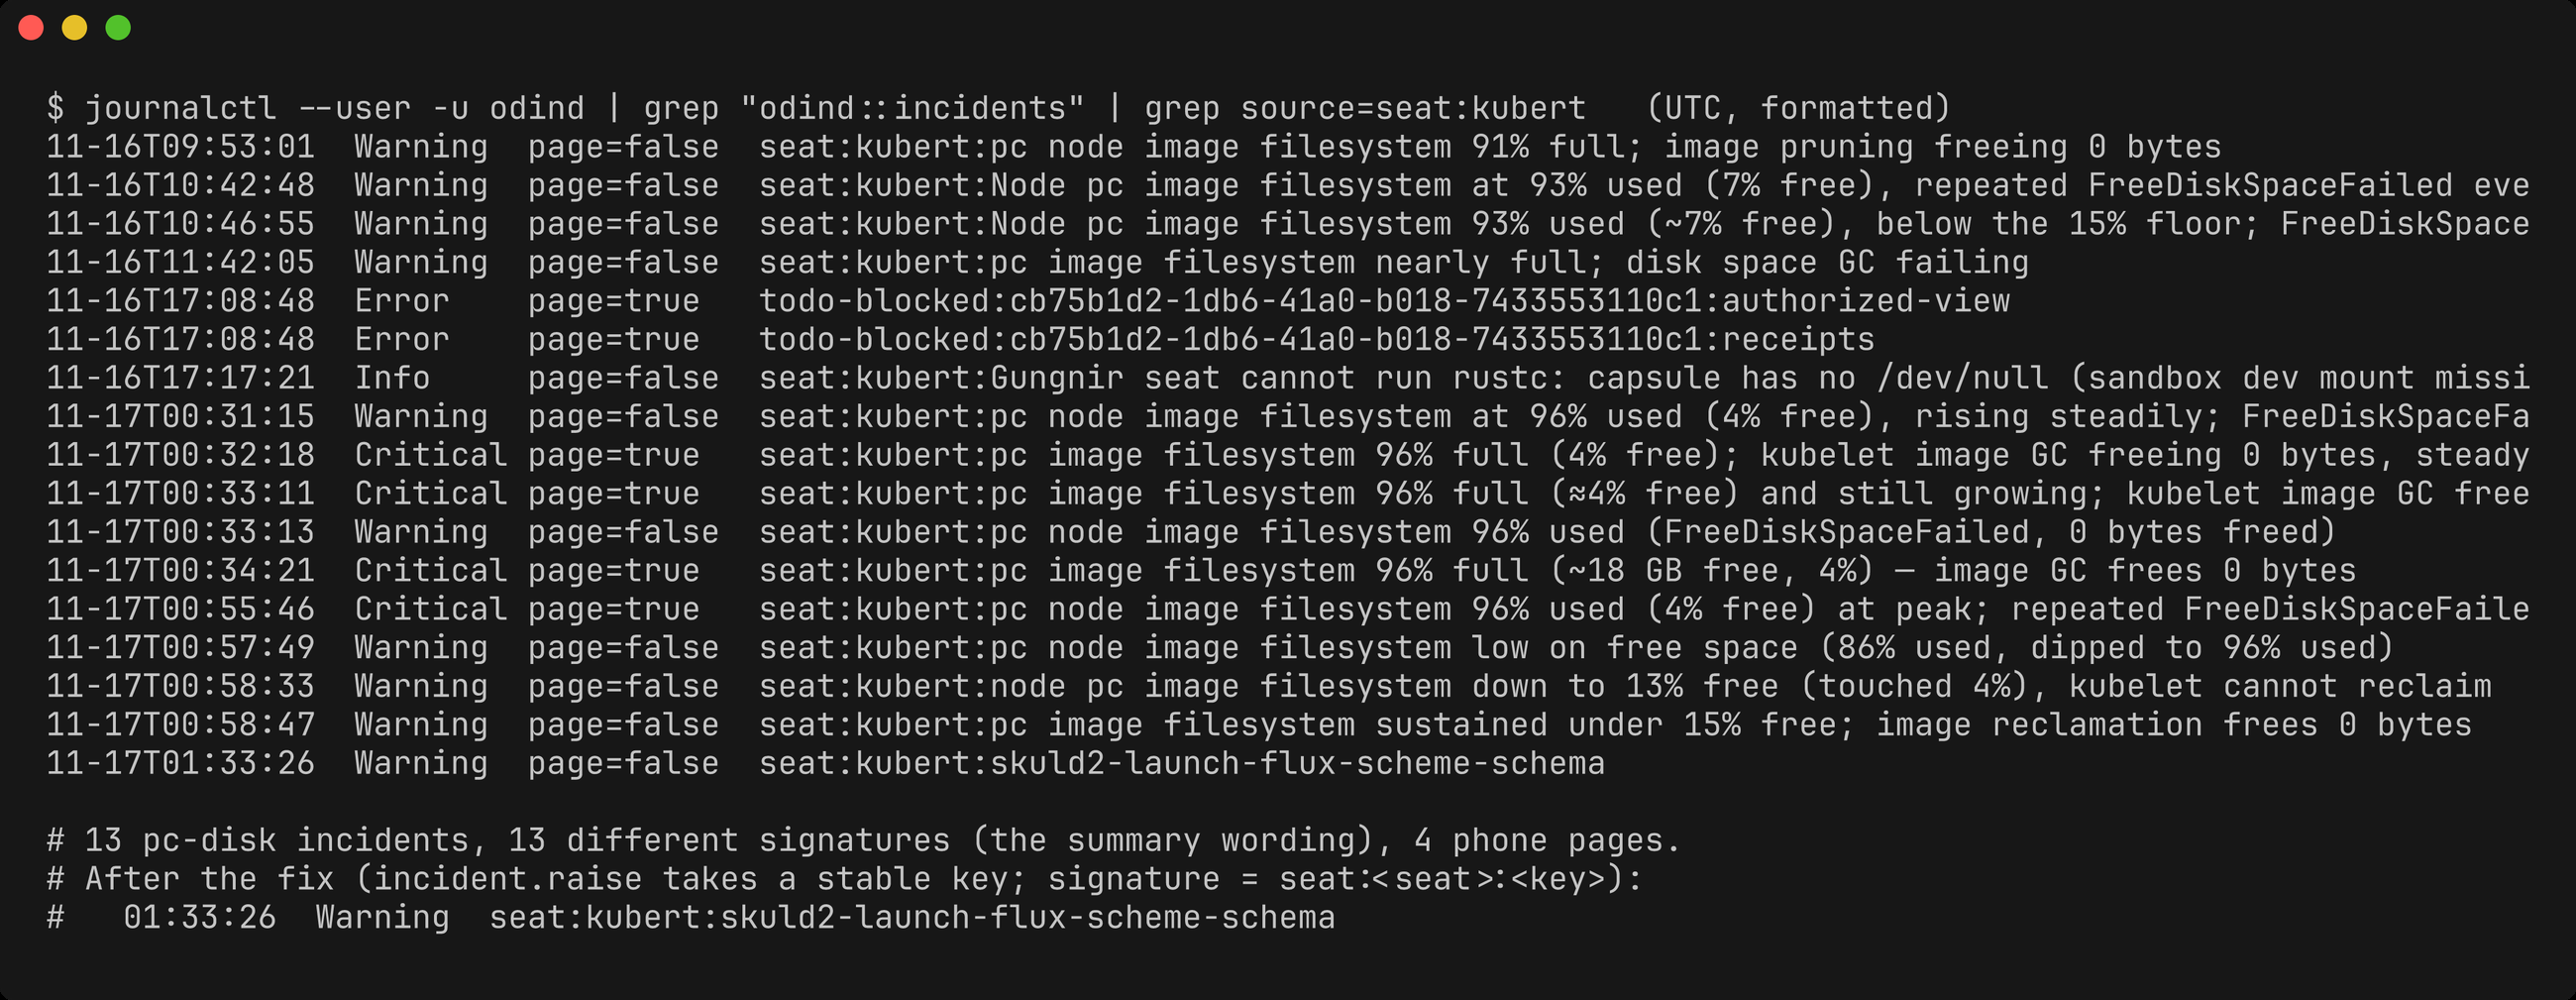 $ journalctl --user -u odind | grep "odind::incidents" | grep source=seat:kubert   (UTC, formatted)
11-16T09:53:01  Warning  page=false  seat:kubert:pc node image filesystem 91% full; image pruning freeing 0 bytes
11-16T10:42:48  Warning  page=false  seat:kubert:Node pc image filesystem at 93% used (7% free), repeated FreeDiskSpaceFailed eve
11-16T10:46:55  Warning  page=false  seat:kubert:Node pc image filesystem 93% used (~7% free), below the 15% floor; FreeDiskSpace
11-16T11:42:05  Warning  page=false  seat:kubert:pc image filesystem nearly full; disk space GC failing
11-16T17:08:48  Error    page=true   todo-blocked:cb75b1d2-1db6-41a0-b018-7433553110c1:authorized-view
11-16T17:08:48  Error    page=true   todo-blocked:cb75b1d2-1db6-41a0-b018-7433553110c1:receipts
11-16T17:17:21  Info     page=false  seat:kubert:Gungnir seat cannot run rustc: capsule has no /dev/null (sandbox dev mount missi
11-17T00:31:15  Warning  page=false  seat:kubert:pc node image filesystem at 96% used (4% free), rising steadily; FreeDiskSpaceFa
11-17T00:32:18  Critical page=true   seat:kubert:pc image filesystem 96% full (4% free); kubelet image GC freeing 0 bytes, steady
11-17T00:33:11  Critical page=true   seat:kubert:pc image filesystem 96% full (≈4% free) and still growing; kubelet image GC free
11-17T00:33:13  Warning  page=false  seat:kubert:pc node image filesystem 96% used (FreeDiskSpaceFailed, 0 bytes freed)
11-17T00:34:21  Critical page=true   seat:kubert:pc image filesystem 96% full (~18 GB free, 4%) — image GC frees 0 bytes
11-17T00:55:46  Critical page=true   seat:kubert:pc node image filesystem 96% used (4% free) at peak; repeated FreeDiskSpaceFaile
11-17T00:57:49  Warning  page=false  seat:kubert:pc node image filesystem low on free space (86% used, dipped to 96% used)
11-17T00:58:33  Warning  page=false  seat:kubert:node pc image filesystem down to 13% free (touched 4%), kubelet cannot reclaim
11-17T00:58:47  Warning  page=false  seat:kubert:pc image filesystem sustained under 15% free; image reclamation frees 0 bytes
11-17T01:33:26  Warning  page=false  seat:kubert:skuld2-launch-flux-scheme-schema
# 13 pc-disk incidents, 13 different signatures (the summary wording), 4 phone pages.
# After the fix (incident.raise takes a stable key; signature = seat:<seat>:<key>):
#   01:33:26  Warning  seat:kubert:skuld2-launch-flux-scheme-schema